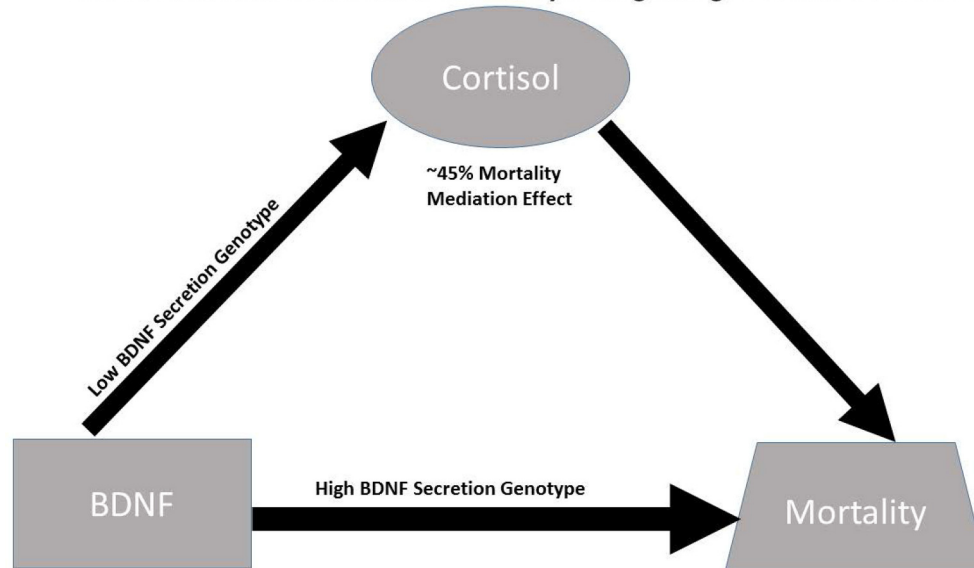 Cortisol
~45% Mortality
Mediation Effect
Low BDNF Secretion Genotype
BDNF
High BDNF Secretion Genotype
Mortality